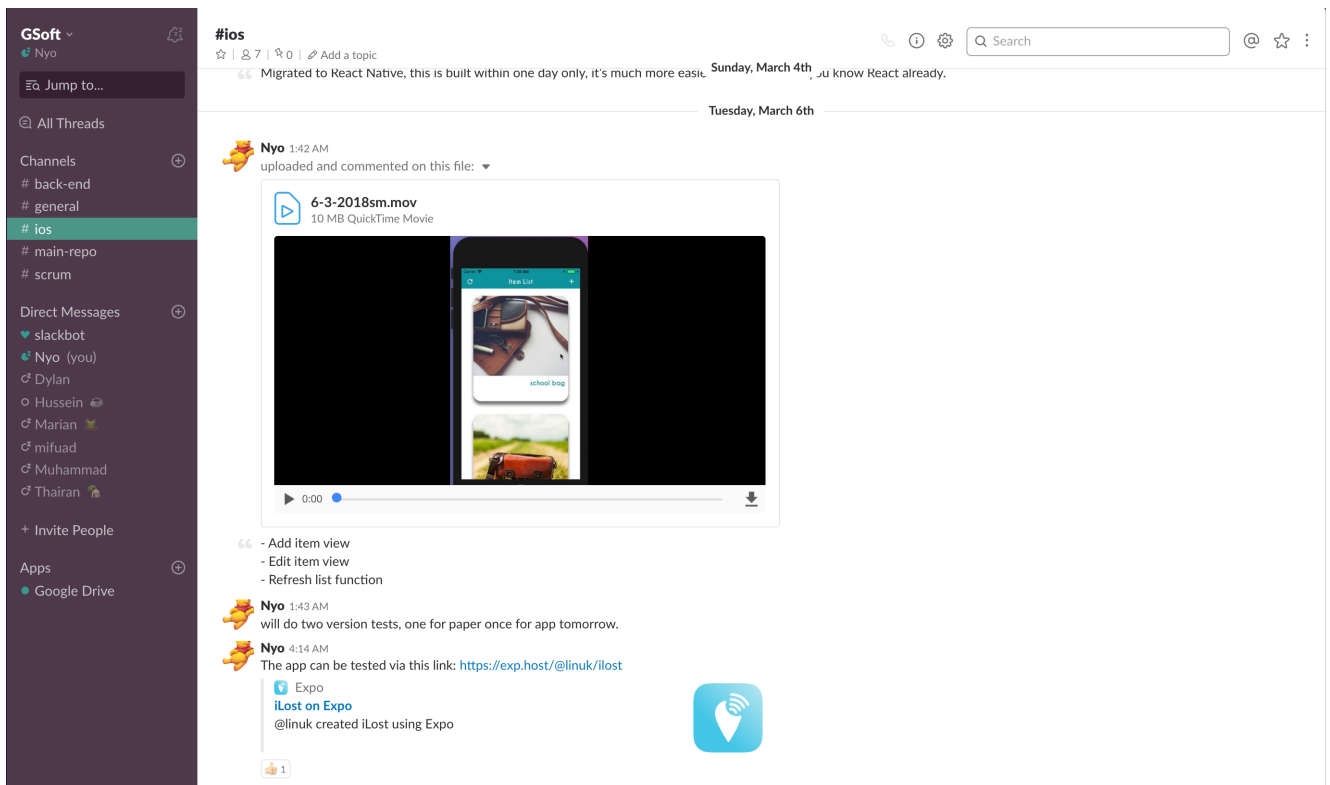 GSoft
Nyo
Jump to...
All Threads
Channels
# back-end
# general
# ios
# main-repo
# scrum
Direct Messages
slackbot
Nyo (you)
Dylan
Hussein
Marian
mifuad
Muhammad
Thairan
+ Invite People
Apps
Google Drive
#ios
7 | 0 | Add a topic
Search
Migrated to React Native, this is built within one day only, it's much more easie
Sunday, March 4th
you know React already.
Tuesday, March 6th
Nyo 1:42 AM
uploaded and commented on this file:
6-3-2018sm.mov
10 MB QuickTime Movie
Item List
school bag
0:00
- Add item view
- Edit item view
- Refresh list function
Nyo 1:43 AM
will do two version tests, one for paper once for app tomorrow.
Nyo 4:14 AM
The app can be tested via this link: https://exp.host/@linuk/ilost
Expo
iLost on Expo
@linuk created iLost using Expo
1